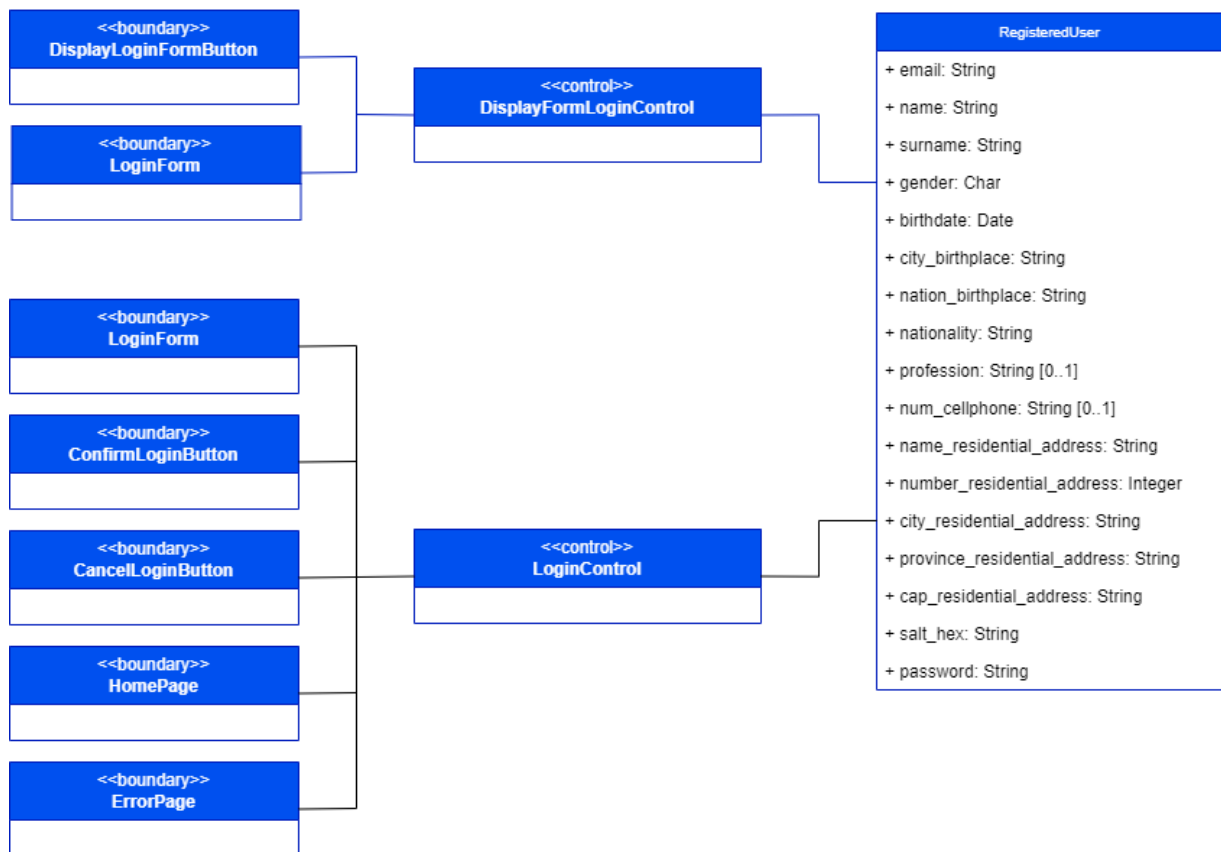 <<boundary>>
DisplayLoginFormButton
<<boundary>>
LoginForm
<<control>>
DisplayFormLoginControl
<<boundary>>
LoginForm
<<boundary>>
ConfirmLoginButton
<<boundary>>
CancelLoginButton
<<boundary>>
HomePage
<<boundary>>
ErrorPage
<<control>>
LoginControl
RegisteredUser
+ email: String
+ name: String
+ surname: String
+ gender: Char
+ birthdate: Date
+ city_birthplace: String
+ nation_birthplace: String
+ nationality: String
+ profession: String [0..1]
+ num_cellphone: String [0..1]
+ name_residential_address: String
+ number_residential_address: Integer
+ city_residential_address: String
+ province_residential_address: String
+ cap_residential_address: String
+ salt_hex: String
+ password: String